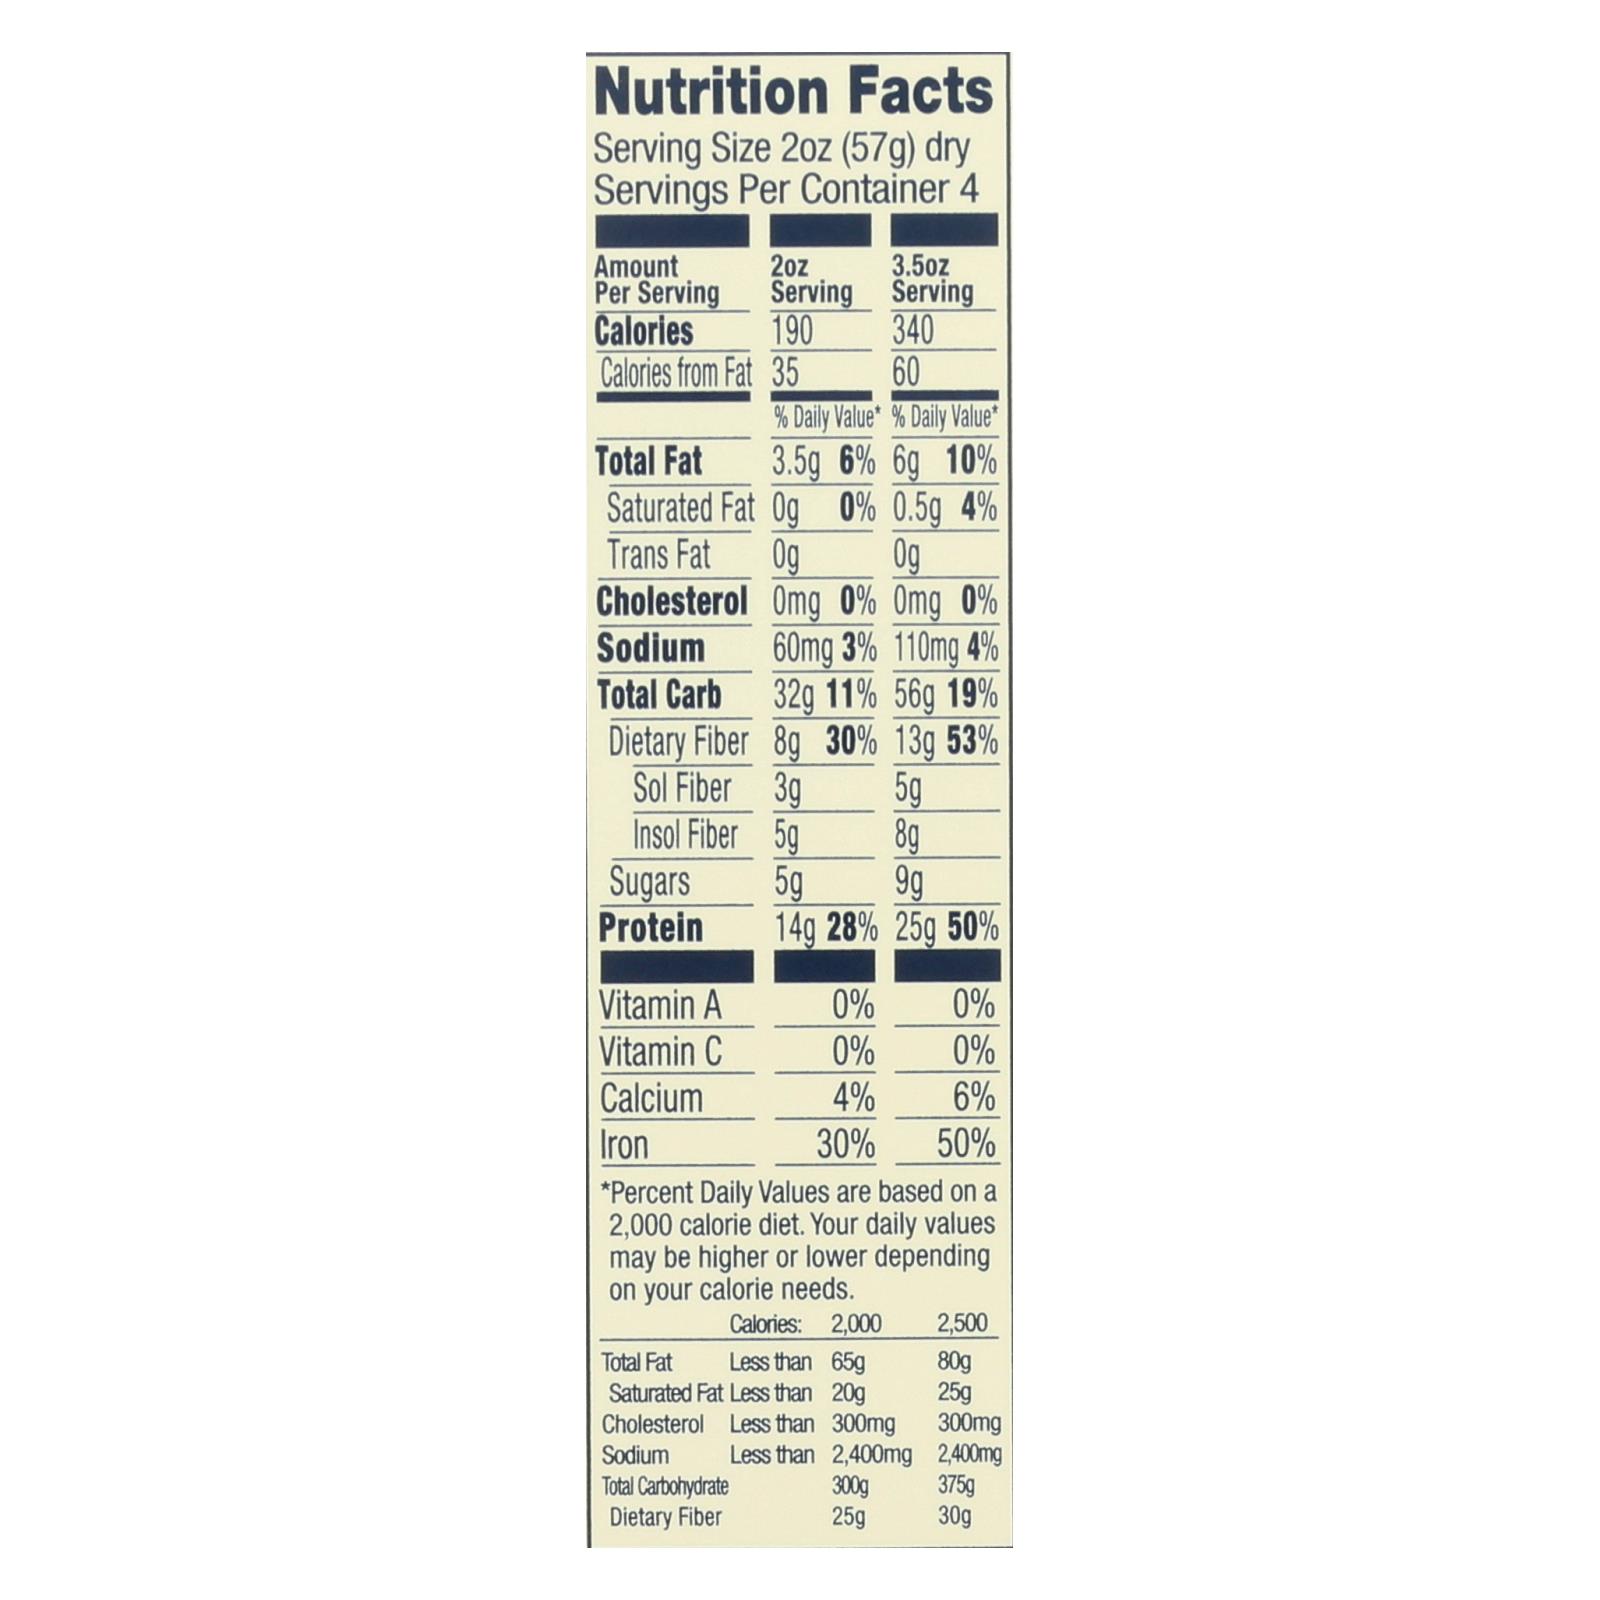 Nutrition Facts
Serving Size 2oz (57g) dry
Servings Per Container 4
Amount Per Serving 2oz Serving 3.5oz Serving
Calories 190 340
Calories from Fat 35 60
% Daily Value* % Daily Value*
Total Fat 3.5g 6% 6g 10%
Saturated Fat 0g 0% 0.5g 4%
Trans Fat 0g 0g
Cholesterol 0mg 0% 0mg 0%
Sodium 60mg 3% 110mg 4%
Total Carb 32g 11% 56g 19%
Dietary Fiber 8g 30% 13g 53%
Sol Fiber 3g 5g
Insol Fiber 5g 8g
Sugars 5g 9g
Protein 14g 28% 25g 50%
Vitamin A 0% 0%
Vitamin C 0% 0%
Calcium 4% 6%
Iron 30% 50%
*Percent Daily Values are based on a
2,000 calorie diet. Your daily values
may be higher or lower depending
on your calorie needs.
Calories: 2,000 2,500
Total Fat Less than 65g 80g
Saturated Fat Less than 20g 25g
Cholesterol Less than 300mg 300mg
Sodium Less than 2,400mg 2,400mg
Total Carbohydrate 300g 375g
Dietary Fiber 25g 30g